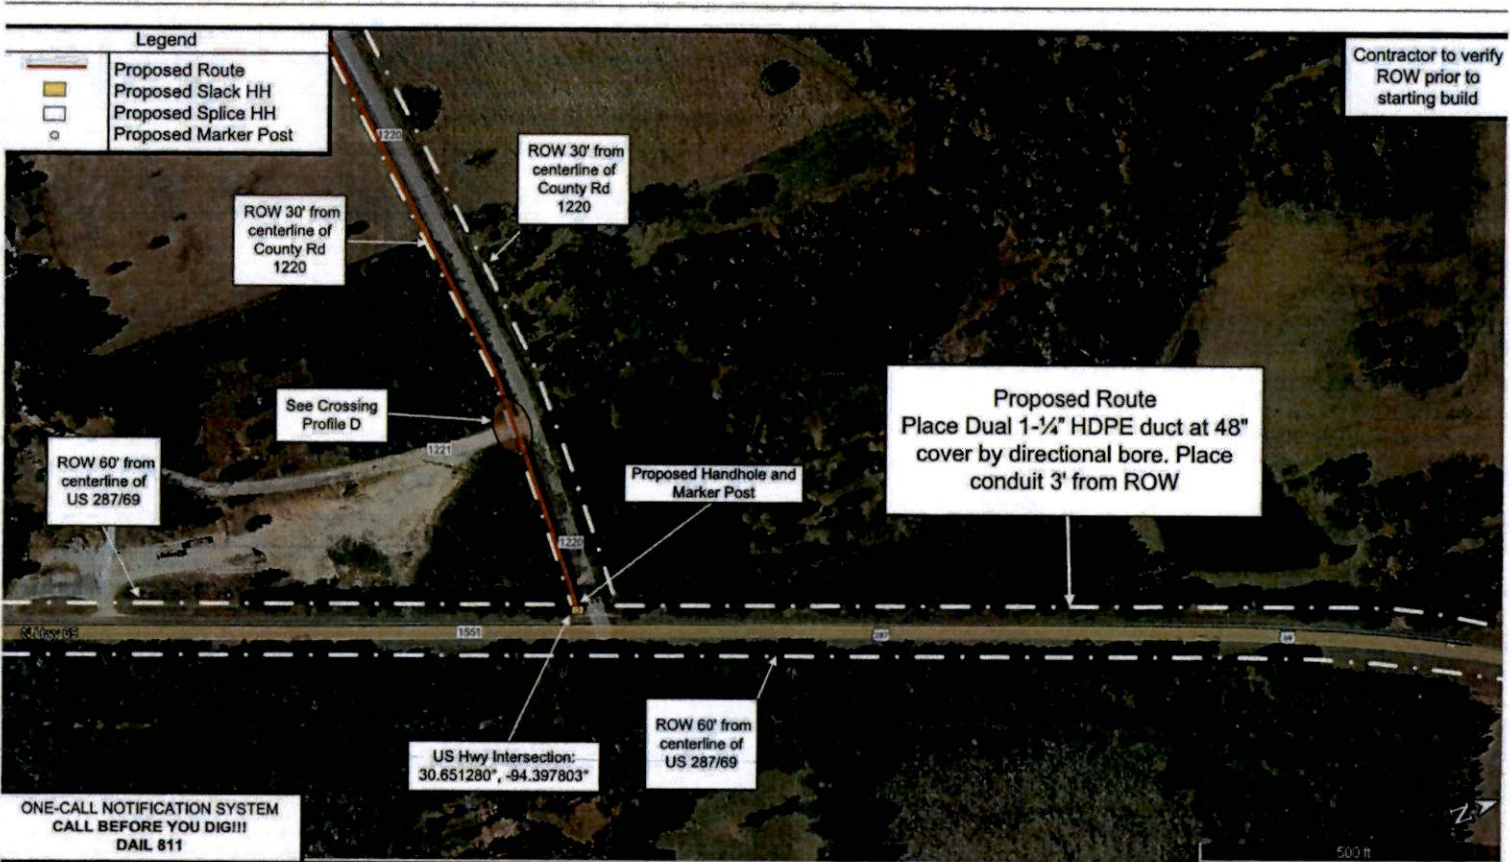 Legend
Proposed Route
Proposed Slack HH
Proposed Splice HH
Proposed Marker Post
Contractor to verify
ROW prior to
starting build
1220
ROW 30' from
centerline of
County Rd
1220
ROW 30' from
centerline of
County Rd
1220
See Crossing
Profile D
1221
ROW 60' from
centerline of
US 287/69
Proposed Handhole and
Marker Post
Proposed Route
Place Dual 1-¼" HDPE duct at 48"
cover by directional bore. Place
conduit 3' from ROW
1220
1551
287
69
ROW 60' from
centerline of
US 287/69
US Hwy Intersection:
30.651280°, -94.397803°
ONE-CALL NOTIFICATION SYSTEM
CALL BEFORE YOU DIG!!!
DAIL 811
N
500 ft